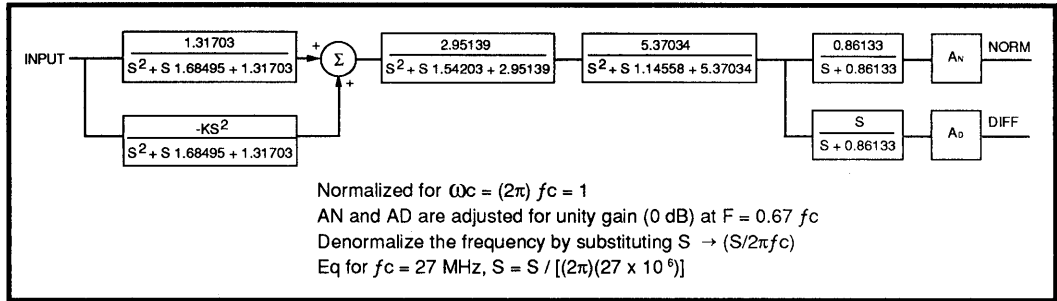 INPUT
1.31703
S² + S 1.68495 + 1.31703
+
Σ
+
-KS²
S² + S 1.68495 + 1.31703
2.95139
S² + S 1.54203 + 2.95139
5.37034
S² + S 1.14558 + 5.37034
0.86133
S + 0.86133
AN
NORM
S
S + 0.86133
AD
DIFF
Normalized for ωc = (2π) fc = 1
AN and AD are adjusted for unity gain (0 dB) at F = 0.67 fc
Denormalize the frequency by substituting S → (S/2πfc)
Eq for fc = 27 MHz, S = S / [(2π)(27 x 10⁶)]